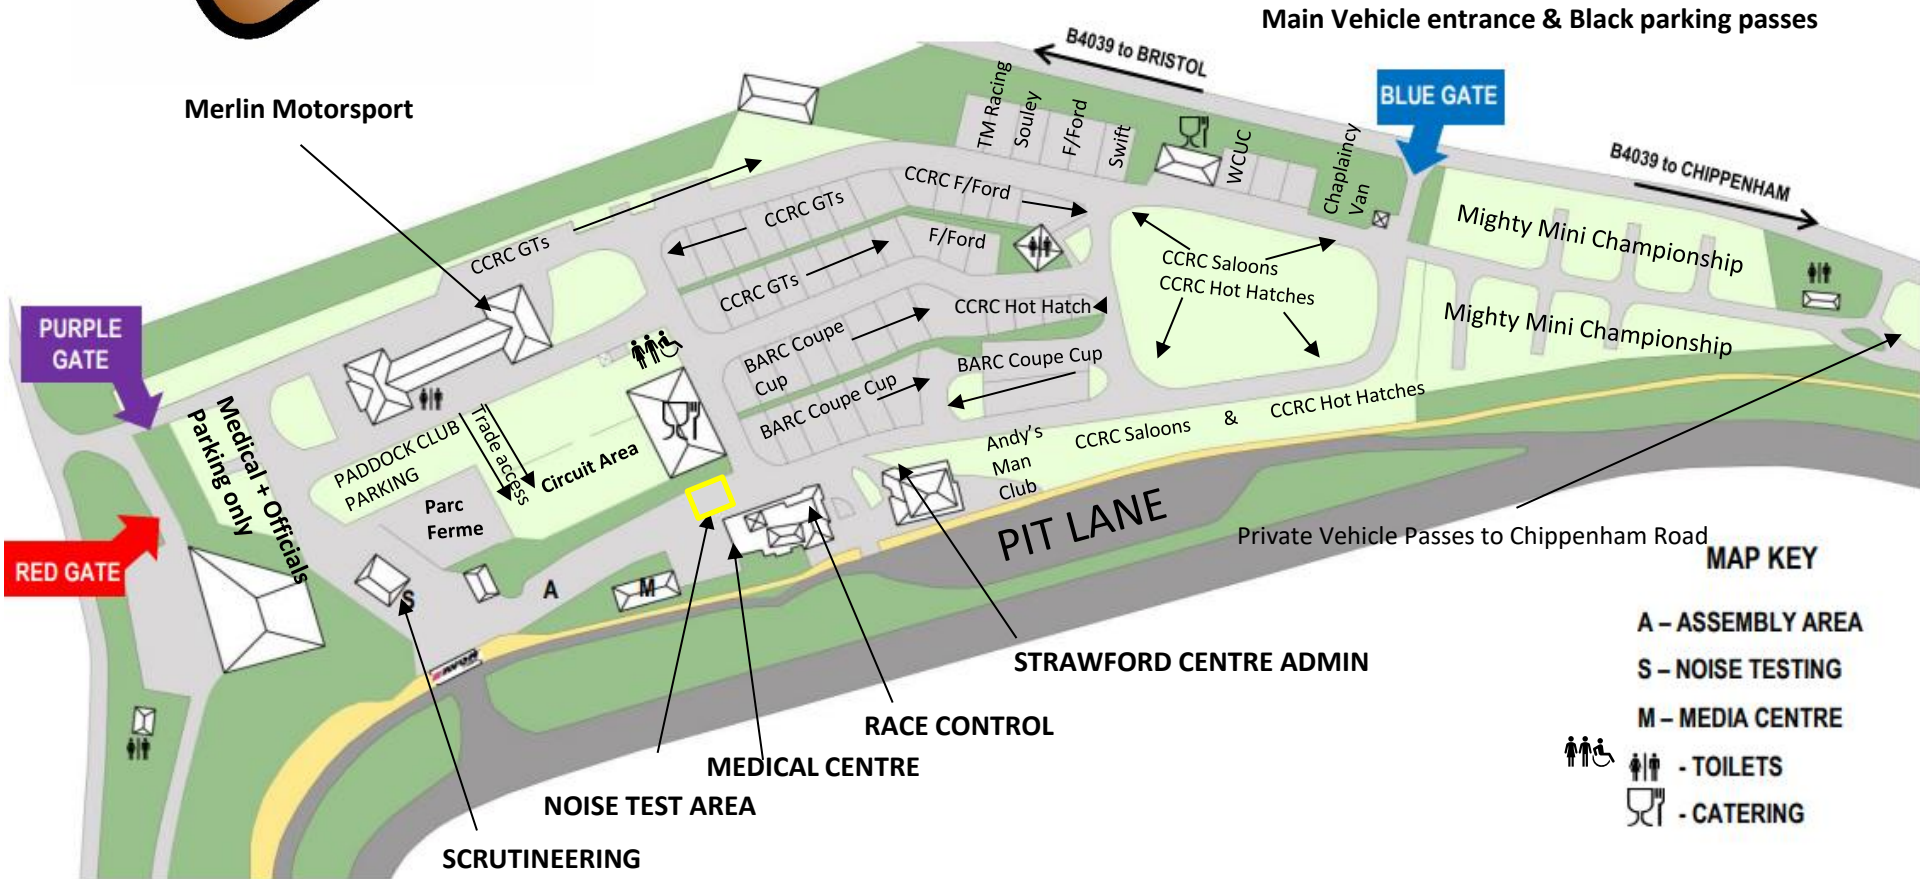 Main Vehicle entrance & Black parking passes
B4039 to BRISTOL
BLUE GATE
Merlin Motorsport
TM Racing
Souley
F/Ford
Swift
WCUC
Chaplaincy
Van
B4039 to CHIPPENHAM
CCRC F/Ford
CCRC GTs
CCRC GTs
F/Ford
CCRC GTs
CCRC Saloons
CCRC Hot Hatches
Mighty Mini Championship
Mighty Mini Championship
PURPLE
GATE
CCRC Hot Hatch
BARC Coupe
Cup
BARC Coupe Cup
BARC Coupe Cup
CCRC Saloons & CCRC Hot Hatches
Andy's
Man
Club
Medical + Officials
Parking only
PADDOCK CLUB
PARKING
Trade access
Circuit Area
Parc
Ferme
RED GATE
S
A
M
AVON
PIT LANE
Private Vehicle Passes to Chippenham Road
STRAWFORD CENTRE ADMIN
RACE CONTROL
MEDICAL CENTRE
NOISE TEST AREA
SCRUTINEERING
MAP KEY
A – ASSEMBLY AREA
S – NOISE TESTING
M – MEDIA CENTRE
- TOILETS
- CATERING